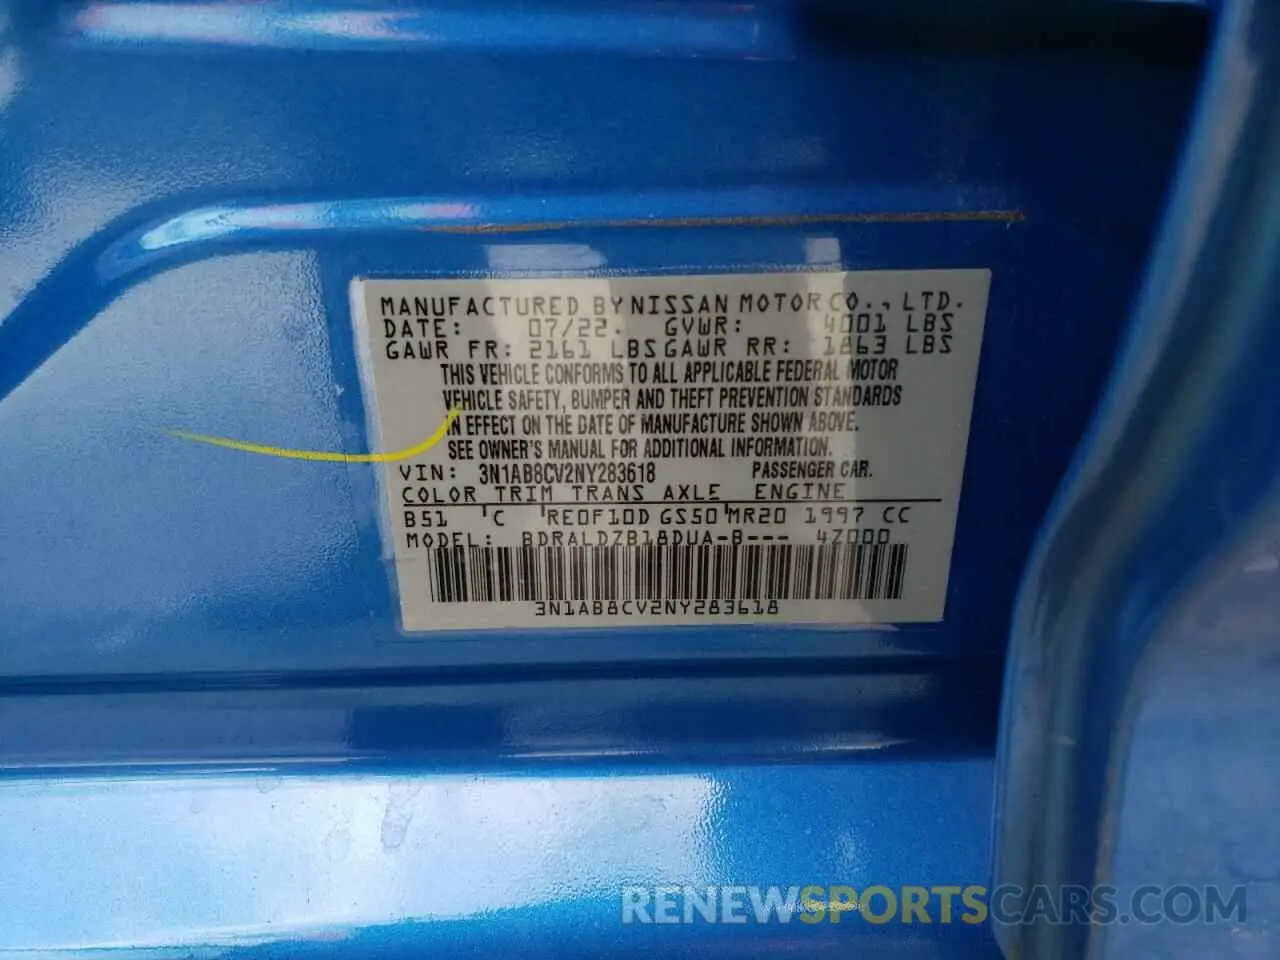 MANUFACTURED BY NISSAN MOTOR CO., LTD.
DATE: 07/22. GVWR: 4001 LBS
GAWR FR: 2161 LBS GAWR RR: 1863 LBS
THIS VEHICLE CONFORMS TO ALL APPLICABLE FEDERAL MOTOR
VEHICLE SAFETY, BUMPER AND THEFT PREVENTION STANDARDS
IN EFFECT ON THE DATE OF MANUFACTURE SHOWN ABOVE.
SEE OWNER'S MANUAL FOR ADDITIONAL INFORMATION.
VIN: 3N1AB8CV2NY283618 PASSENGER CAR.
COLOR TRIM TRANS AXLE ENGINE
B51 C RE0F10D GS50 MR20 1997 CC
MODEL: BDRALDZB18DUA-B--- 4Z000
3N1AB8CV2NY283618
RENEWSPORTSCARS.COM